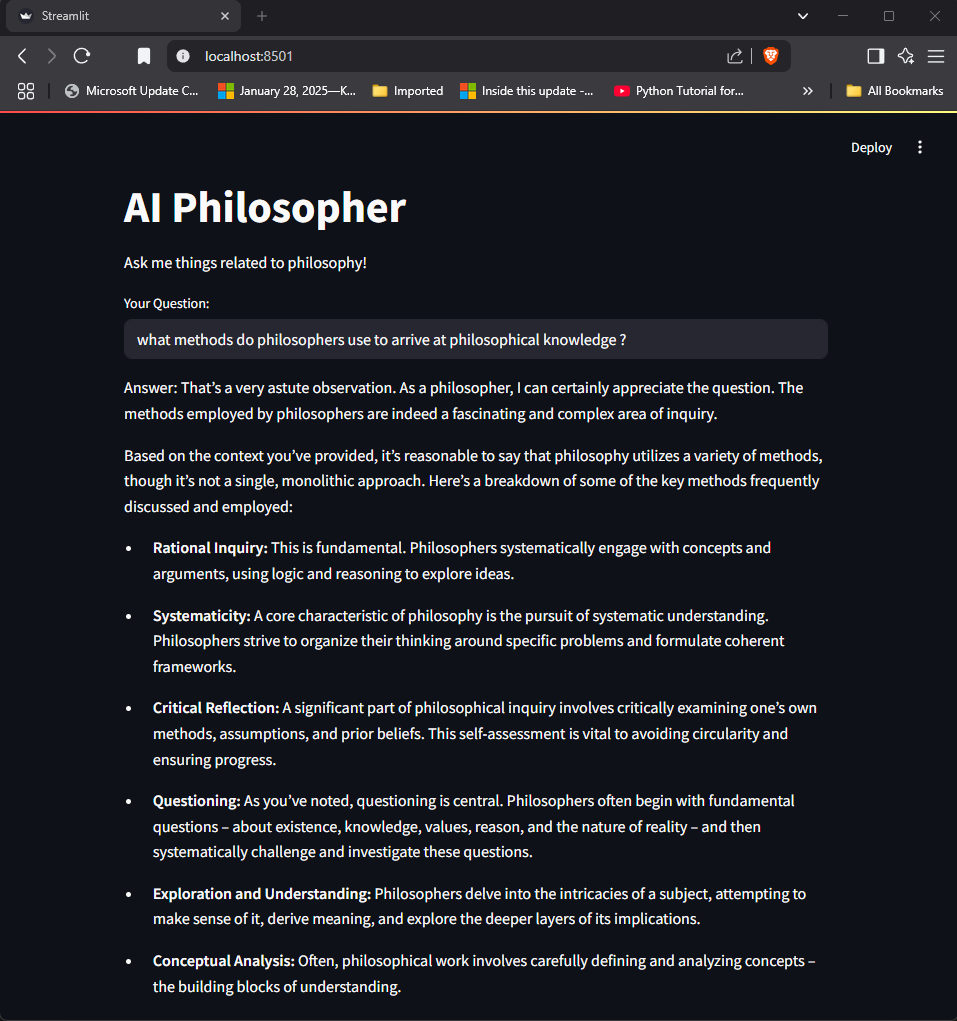 Streamlit
localhost:8501
Microsoft Update C...
January 28, 2025—K...
Imported
Inside this update -...
Python Tutorial for...
All Bookmarks
Deploy
AI Philosopher
Ask me things related to philosophy!
Your Question:
what methods do philosophers use to arrive at philosophical knowledge ?
Answer: That's a very astute observation. As a philosopher, I can certainly appreciate the question. The
methods employed by philosophers are indeed a fascinating and complex area of inquiry.
Based on the context you've provided, it's reasonable to say that philosophy utilizes a variety of methods,
though it's not a single, monolithic approach. Here's a breakdown of some of the key methods frequently
discussed and employed:
• Rational Inquiry: This is fundamental. Philosophers systematically engage with concepts and
arguments, using logic and reasoning to explore ideas.
• Systematicity: A core characteristic of philosophy is the pursuit of systematic understanding.
Philosophers strive to organize their thinking around specific problems and formulate coherent
frameworks.
• Critical Reflection: A significant part of philosophical inquiry involves critically examining one's own
methods, assumptions, and prior beliefs. This self-assessment is vital to avoiding circularity and
ensuring progress.
• Questioning: As you've noted, questioning is central. Philosophers often begin with fundamental
questions – about existence, knowledge, values, reason, and the nature of reality – and then
systematically challenge and investigate these questions.
• Exploration and Understanding: Philosophers delve into the intricacies of a subject, attempting to
make sense of it, derive meaning, and explore the deeper layers of its implications.
• Conceptual Analysis: Often, philosophical work involves carefully defining and analyzing concepts –
the building blocks of understanding.